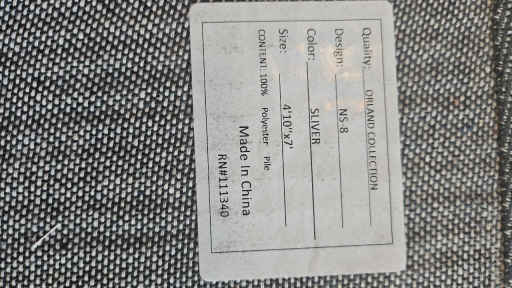 Quality: ORLAND COLLECTION
Design: NS-8
Color: SLIVER
Size: 4'10"x7'
CONTENT: 100% Polyester Pile
Made In China
RN#111340